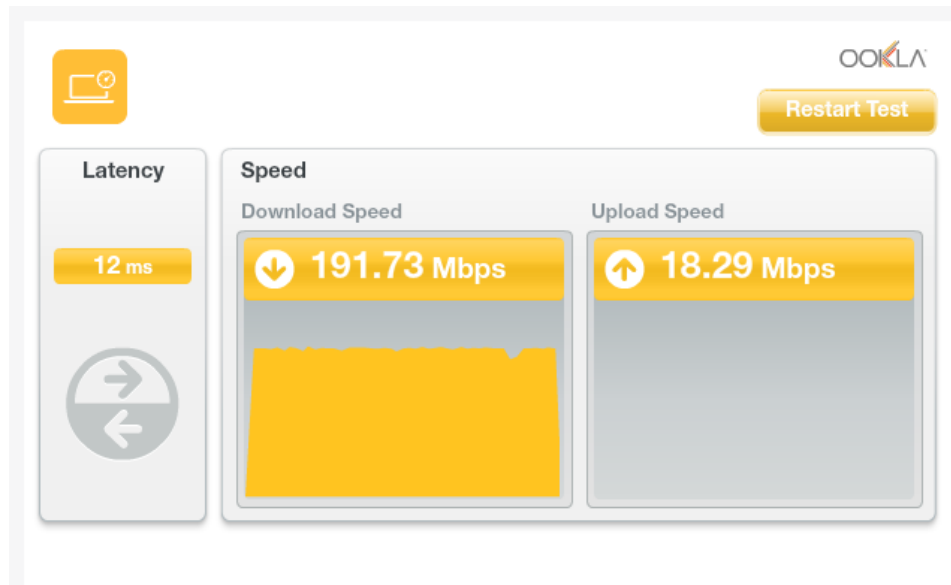 OOKLA
Restart Test
Latency
12 ms
Speed
Download Speed
191.73 Mbps
Upload Speed
18.29 Mbps